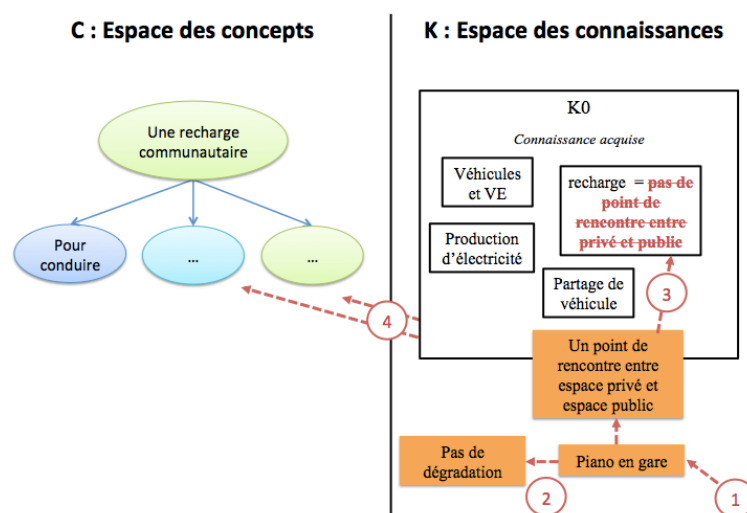 C : Espace des concepts
K : Espace des connaissances
Une recharge
communautaire
Pour
conduire
...
...
K0
Connaissance acquise
Véhicules
et VE
recharge = pas de
point de
rencontre entre
privé et public
Production
d'électricité
Partage de
véhicule
3
4
Un point de
rencontre entre
espace privé et
espace public
Pas de
dégradation
Piano en gare
2
1